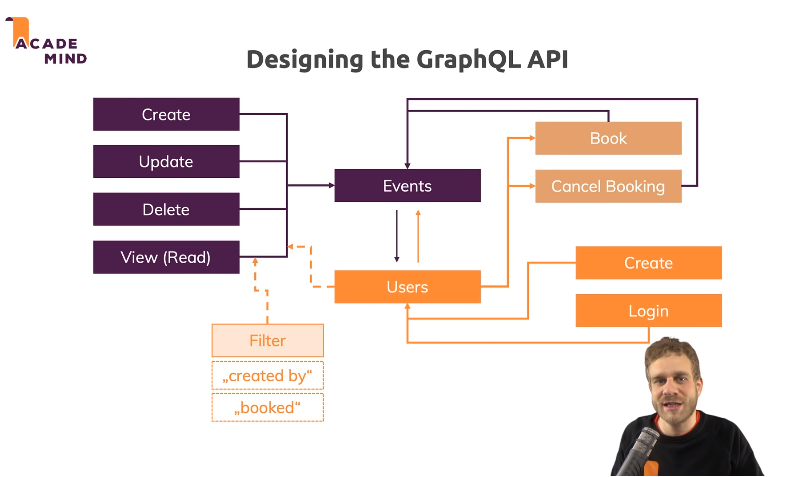 ACADE
MIND
Designing the GraphQL API
Create
Update
Delete
View (Read)
Events
Users
Book
Cancel Booking
Create
Login
Filter
„created by“
„booked“